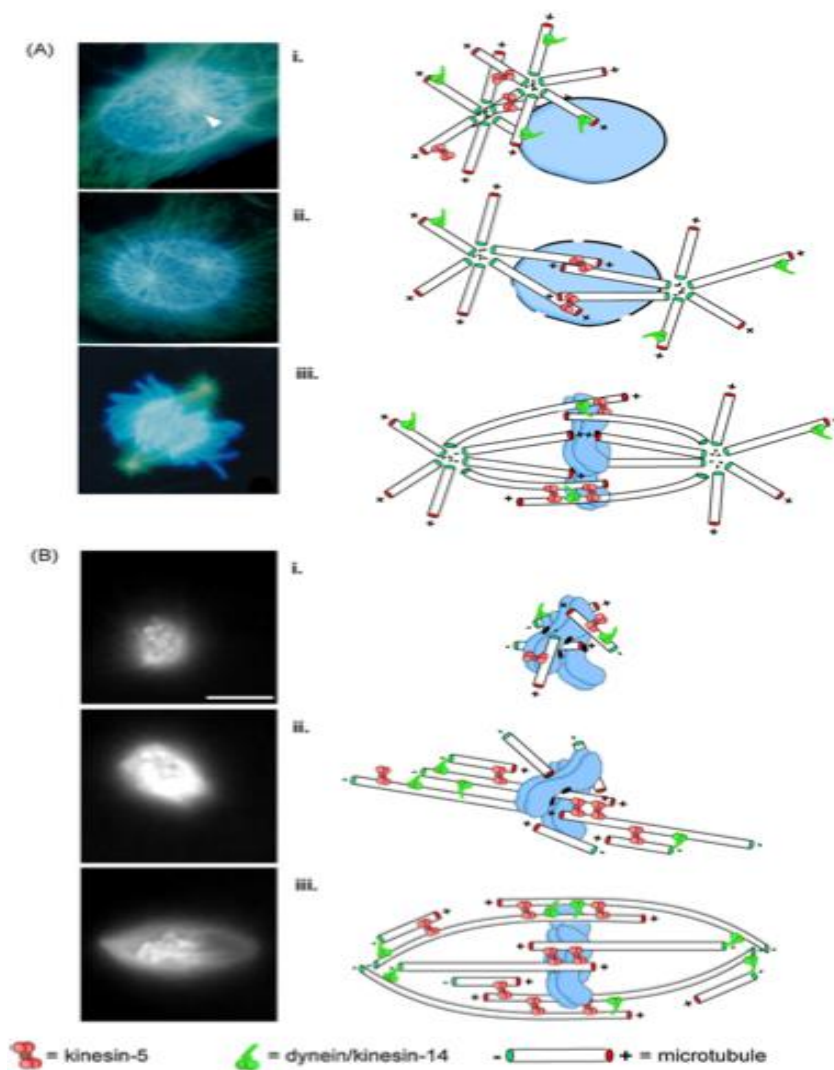 (A)
i.
ii.
iii.
(B)
i.
ii.
iii.
= kinesin-5 = dynein/kinesin-14 - + = microtubule